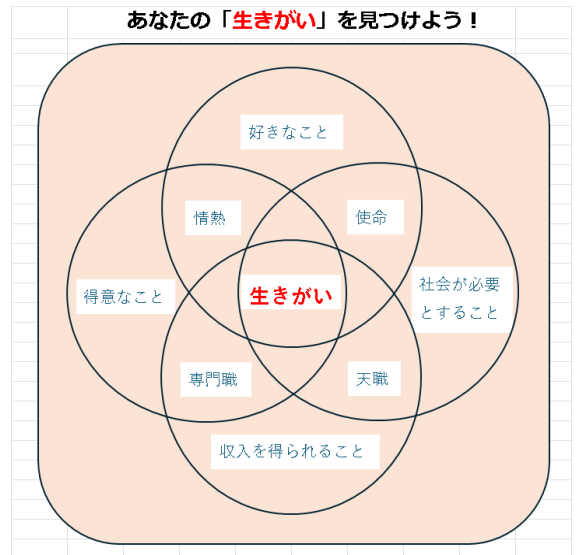 あなたの「生きがい」を見つけよう！
好きなこと
情熱
使命
得意なこと
生きがい
社会が必要
とすること
専門職
天職
収入を得られること